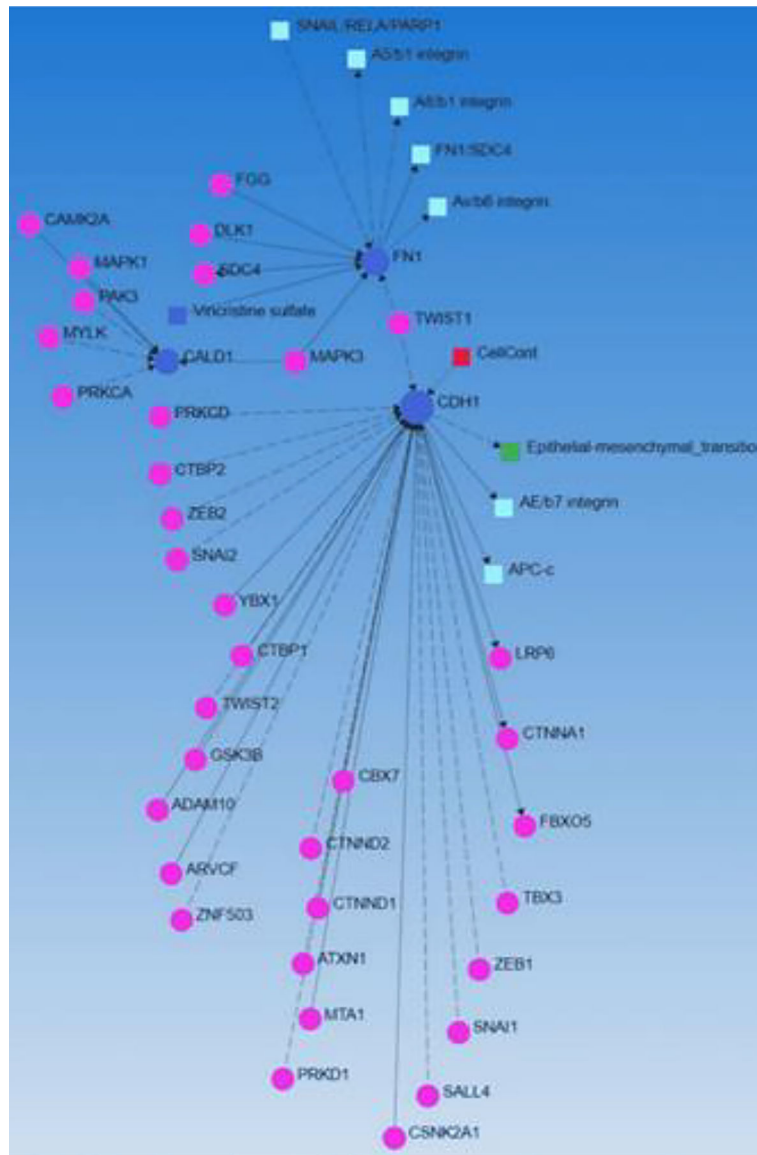 SNAIL/RELA/PARP1
A5/b1 integrin
A8/b1 integrin
FN1/SDC4
Av/b6 integrin
FGG
CAMK2A
DLK1
FN1
MAPK1
SDC4
PAK3
Vincristine sulfate
TWIST1
MYLK
CALD1
MAPK3
CellCont
PRKCA
CDH1
PRKCD
Epithelial-mesenchymal_transitio
CTBP2
AE/b7 integrin
ZEB2
SNAI2
APC-c
YBX1
CTBP1
LRP6
TWIST2
CTNNA1
GSK3B
CBX7
ADAM10
FBXO5
CTNND2
ARVCF
TBX3
CTNND1
ZNF503
ATXN1
ZEB1
MTA1
SNAI1
PRKD1
SALL4
CSNK2A1